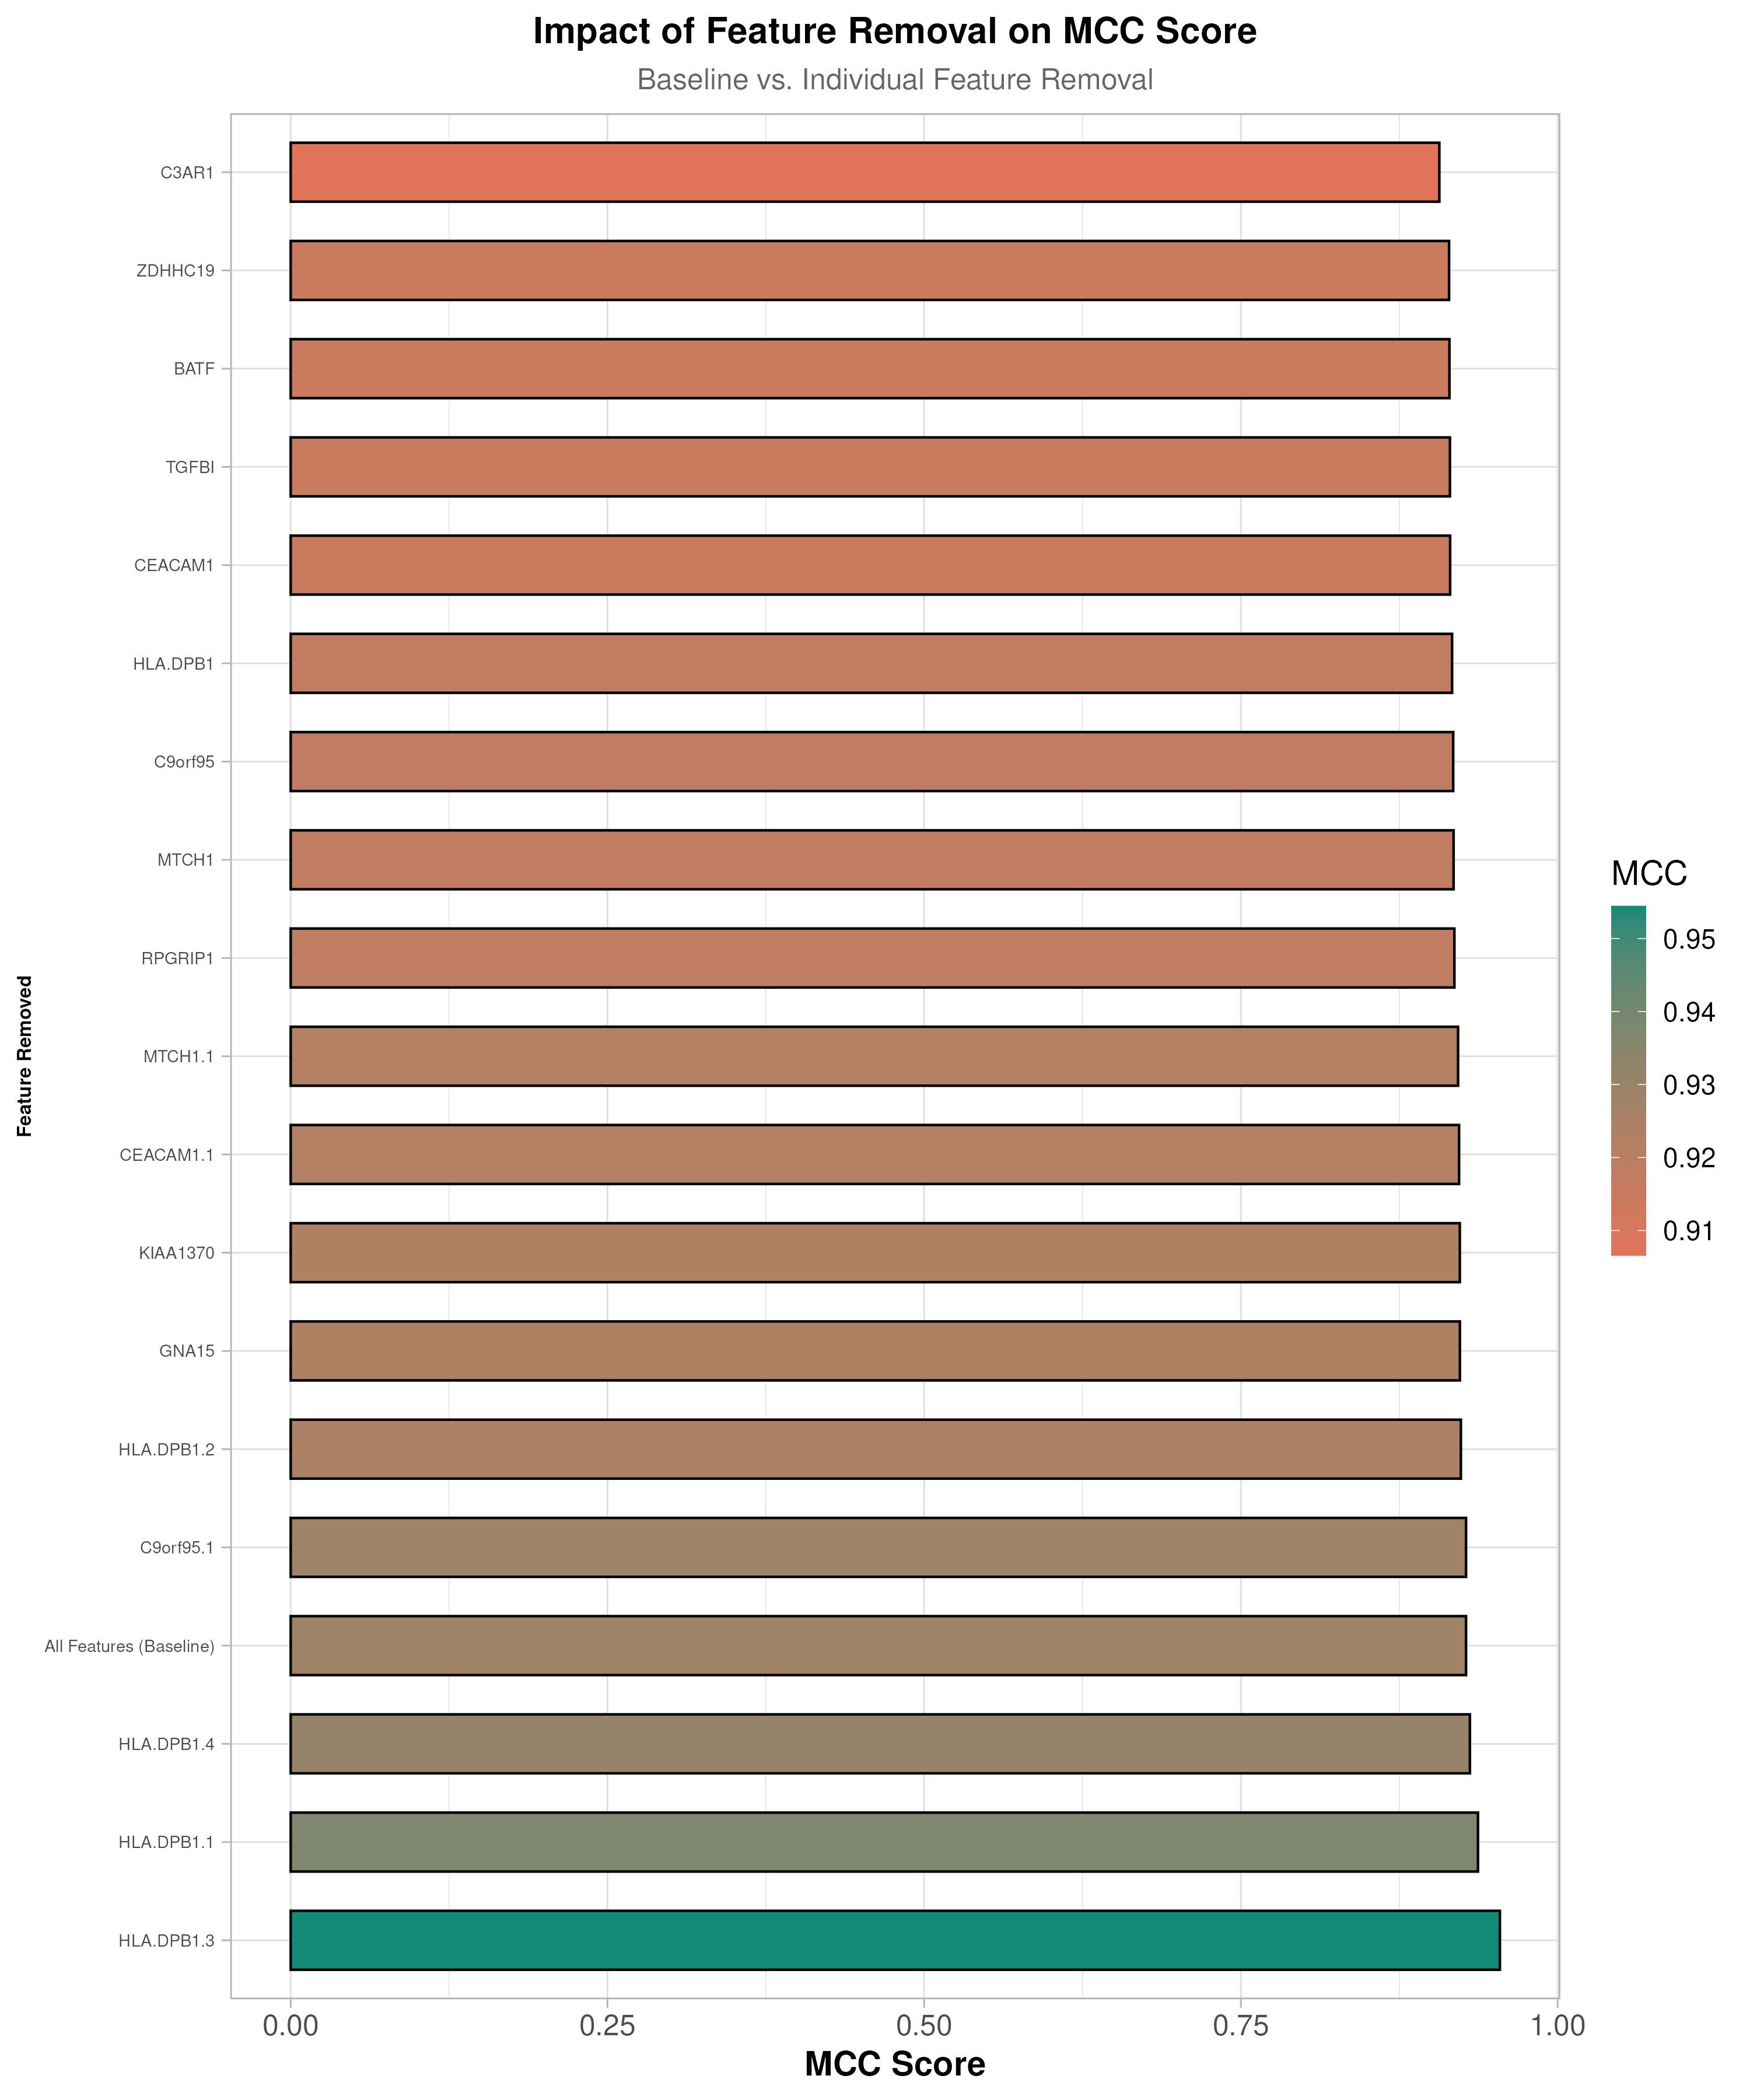 Impact of Feature Removal on MCC Score
Baseline vs. Individual Feature Removal
Feature Removed
C3AR1
ZDHHC19
BATF
TGFBI
CEACAM1
HLA.DPB1
C9orf95
MTCH1
RPGRIP1
MTCH1.1
CEACAM1.1
KIAA1370
GNA15
HLA.DPB1.2
C9orf95.1
All Features (Baseline)
HLA.DPB1.4
HLA.DPB1.1
HLA.DPB1.3
0.00 0.25 0.50 0.75 1.00
MCC Score
MCC
0.95
0.94
0.93
0.92
0.91